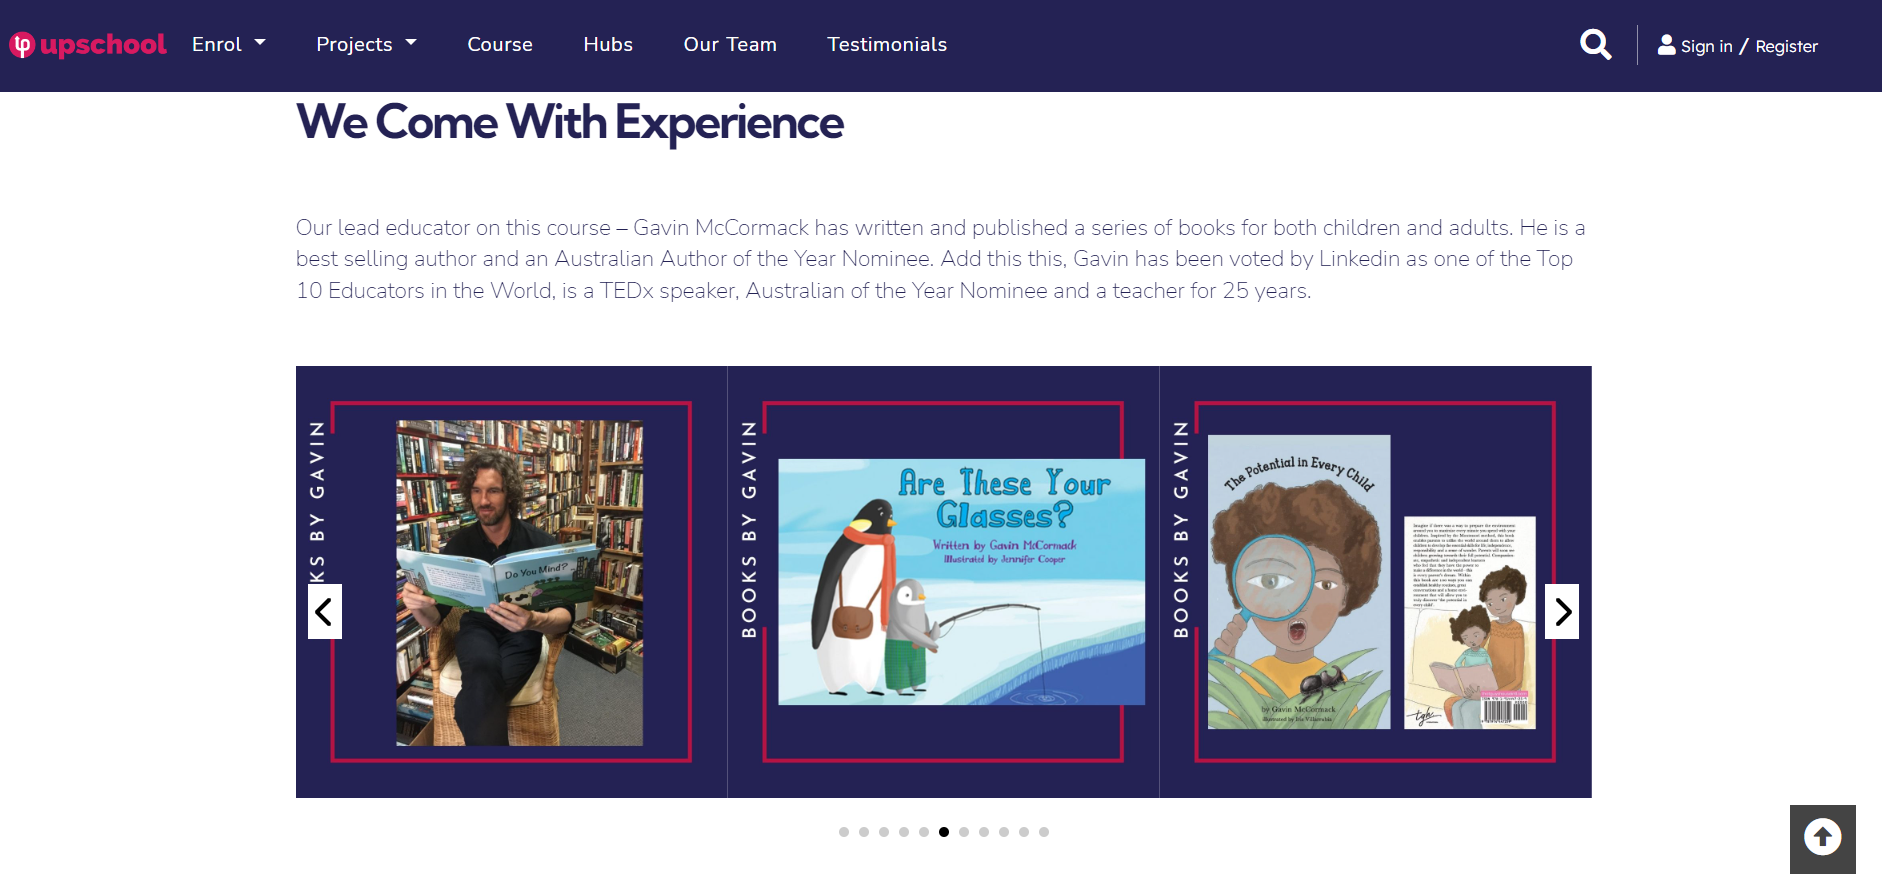 upschool
Enrol
Projects
Course
Hubs
Our Team
Testimonials
Sign in / Register
We Come With Experience
Our lead educator on this course – Gavin McCormack has written and published a series of books for both children and adults. He is a
best selling author and an Australian Author of the Year Nominee. Add this this, Gavin has been voted by Linkedin as one of the Top
10 Educators in the World, is a TEDx speaker, Australian of the Year Nominee and a teacher for 25 years.
KS BY GAVIN
Do You Mind?
BOOKS BY GAVIN
Are These Your
Glasses?
Written by Gavin McCormack
Illustrated by Jennifer Cooper
BOOKS BY GAVIN
The Potential in Every Child
by Gavin McCormack